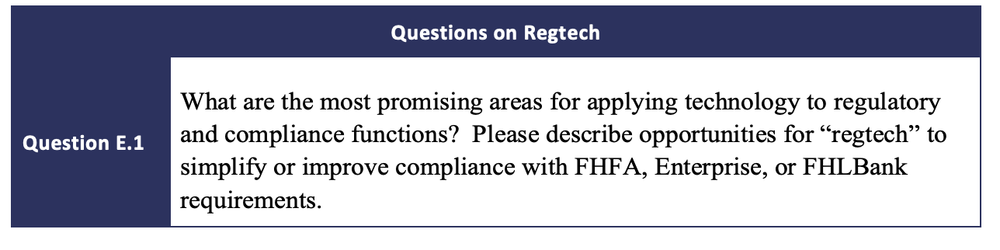 Questions on Regtech
Question E.1
What are the most promising areas for applying technology to regulatory
and compliance functions?  Please describe opportunities for “regtech” to
simplify or improve compliance with FHFA, Enterprise, or FHLBank
requirements.